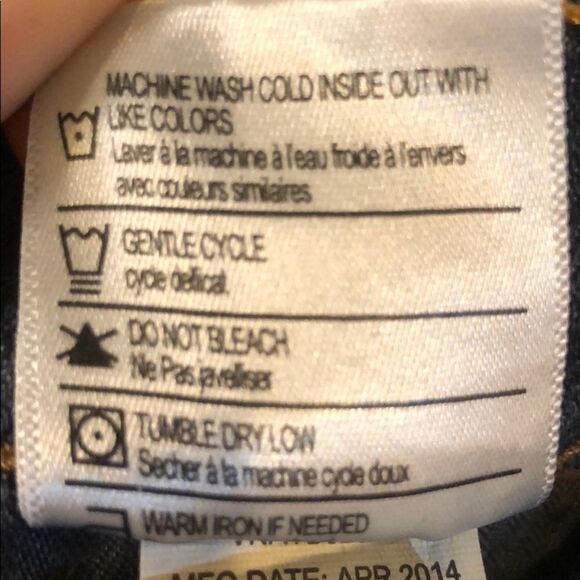 MACHINE WASH COLD INSIDE OUT WITH
LIKE COLORS
Laver à la machine à l'eau froide à l'envers
avec couleurs similaires
GENTLE CYCLE
cycle delicat
DO NOT BLEACH
Ne Pas javelliser
TUMBLE DRY LOW
Secher à la machine cycle doux
WARM IRON IF NEEDED
MFG DATE: APR 2014